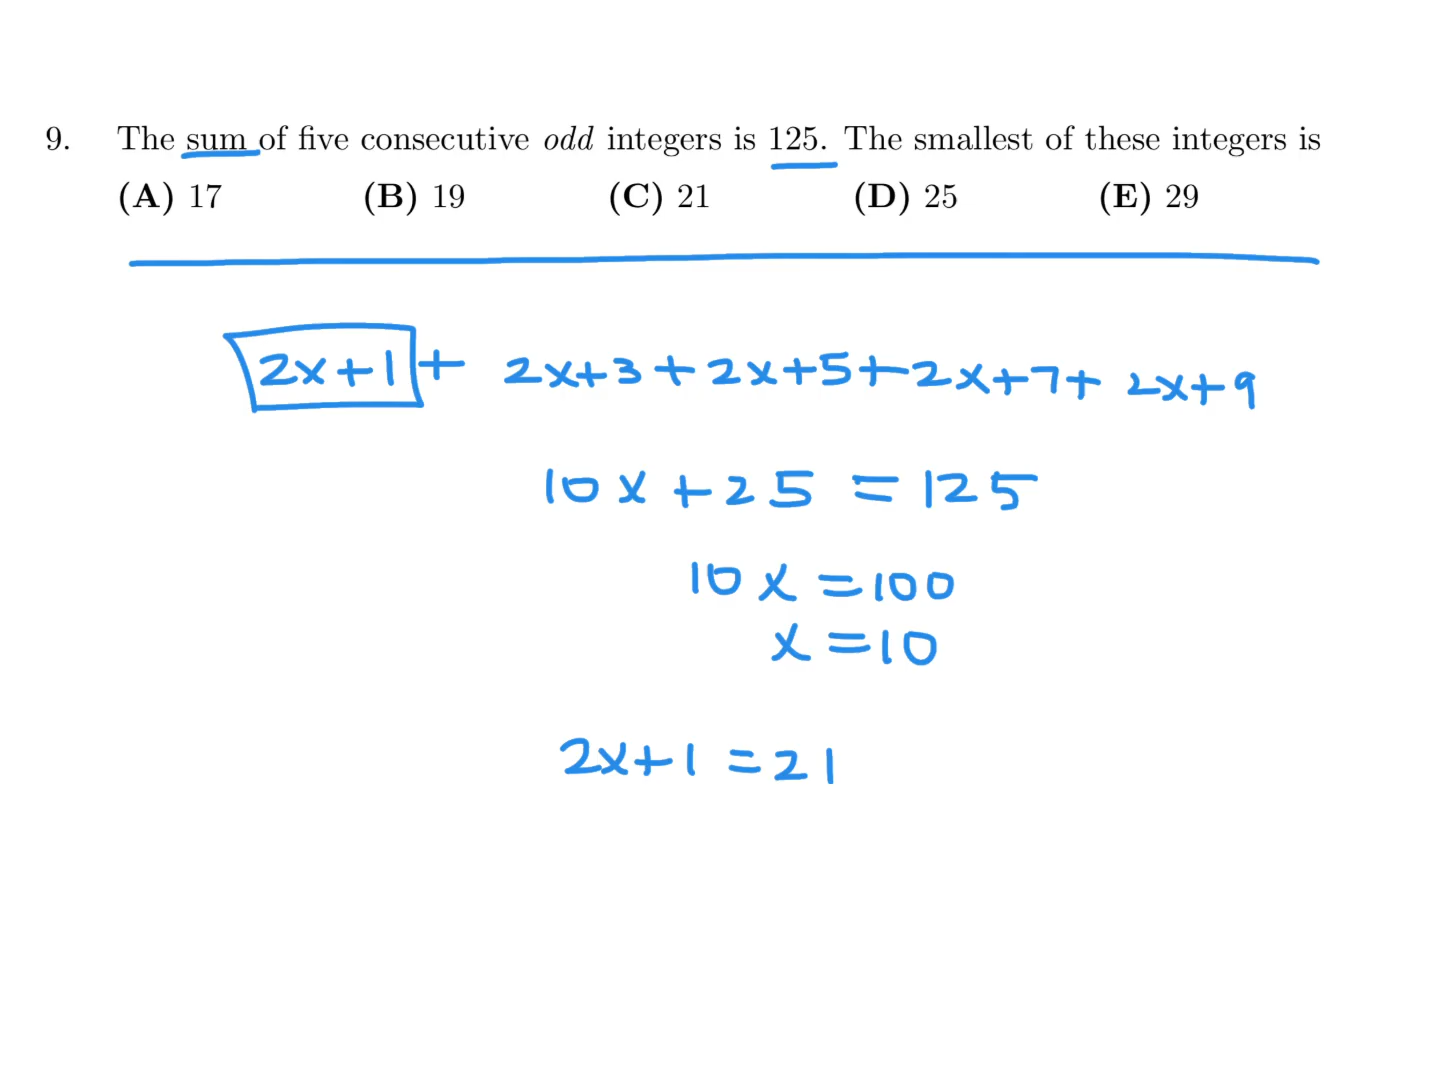 9. The sum of five consecutive odd integers is 125. The smallest of these integers is
(A) 17 (B) 19 (C) 21 (D) 25 (E) 29
2x+1 + 2x+3 + 2x+5 + 2x+7 + 2x+9
10x + 25 = 125
10x = 100
x = 10
2x+1 = 21